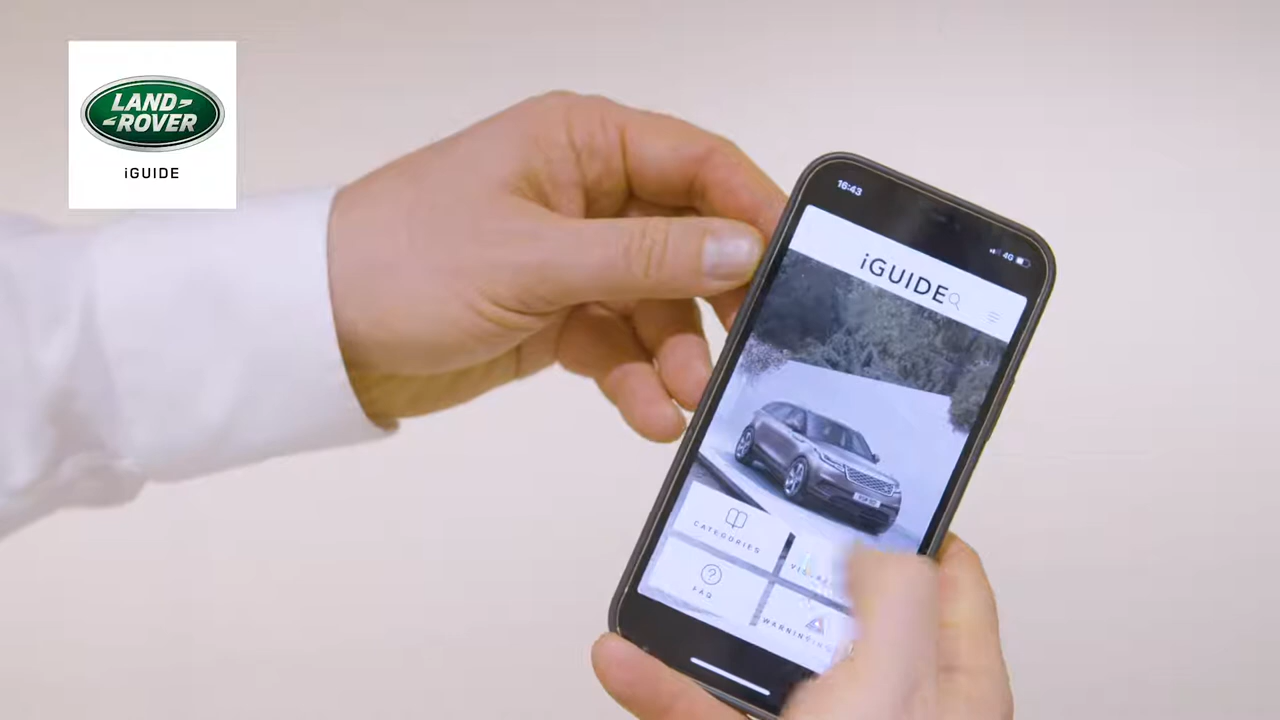 LAND-
-ROVER
iGUIDE
16:43
4G
iGUIDE
CATEGORIES
FAQ